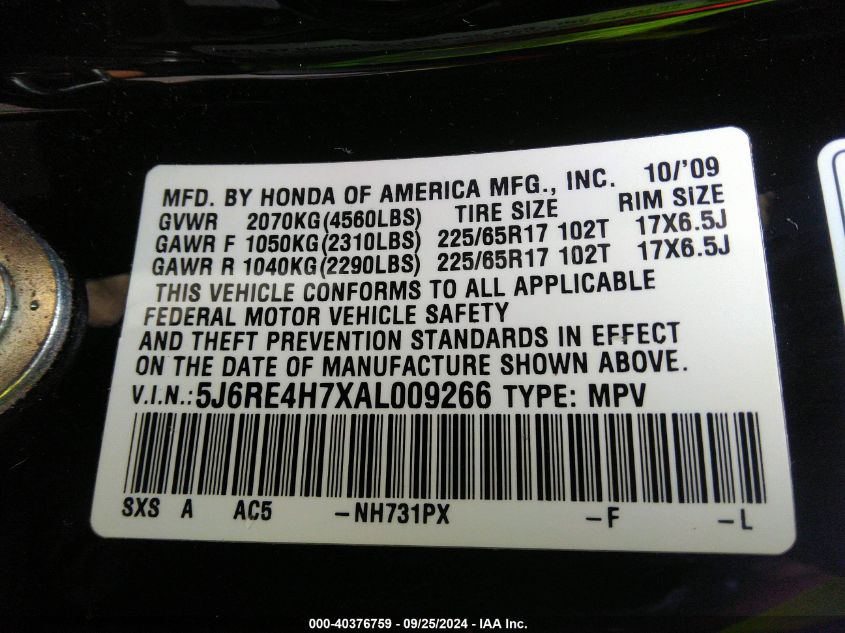 MFD. BY HONDA OF AMERICA MFG., INC. 10/'09
GVWR 2070KG(4560LBS) TIRE SIZE RIM SIZE
GAWR F 1050KG(2310LBS) 225/65R17 102T 17X6.5J
GAWR R 1040KG(2290LBS) 225/65R17 102T 17X6.5J
THIS VEHICLE CONFORMS TO ALL APPLICABLE
FEDERAL MOTOR VEHICLE SAFETY
AND THEFT PREVENTION STANDARDS IN EFFECT
ON THE DATE OF MANUFACTURE SHOWN ABOVE.
V.I.N.: 5J6RE4H7XAL009266 TYPE: MPV
SXS A AC5 -NH731PX -F -L
000-40376759 - 09/25/2024 - IAA Inc.